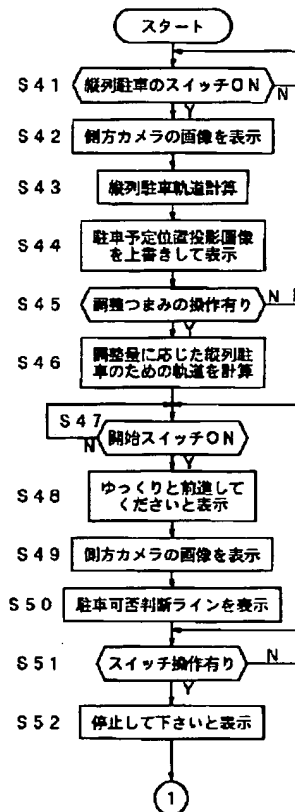 スタート
S41 縦列駐車のスイッチON N
Y
S42 側方カメラの画像を表示
S43 縦列駐車軌道計算
S44 駐車予定位置投影画像
を上書きして表示
S45 調整つまみの操作有り N
Y
S46 調整量に応じた縦列駐
車のための軌道を計算
S47
N 開始スイッチON
Y
S48 ゆっくりと前進して
くださいと表示
S49 側方カメラの画像を表示
S50 駐車可否判断ラインを表示
S51 スイッチ操作有り N
Y
S52 停止して下さいと表示
1